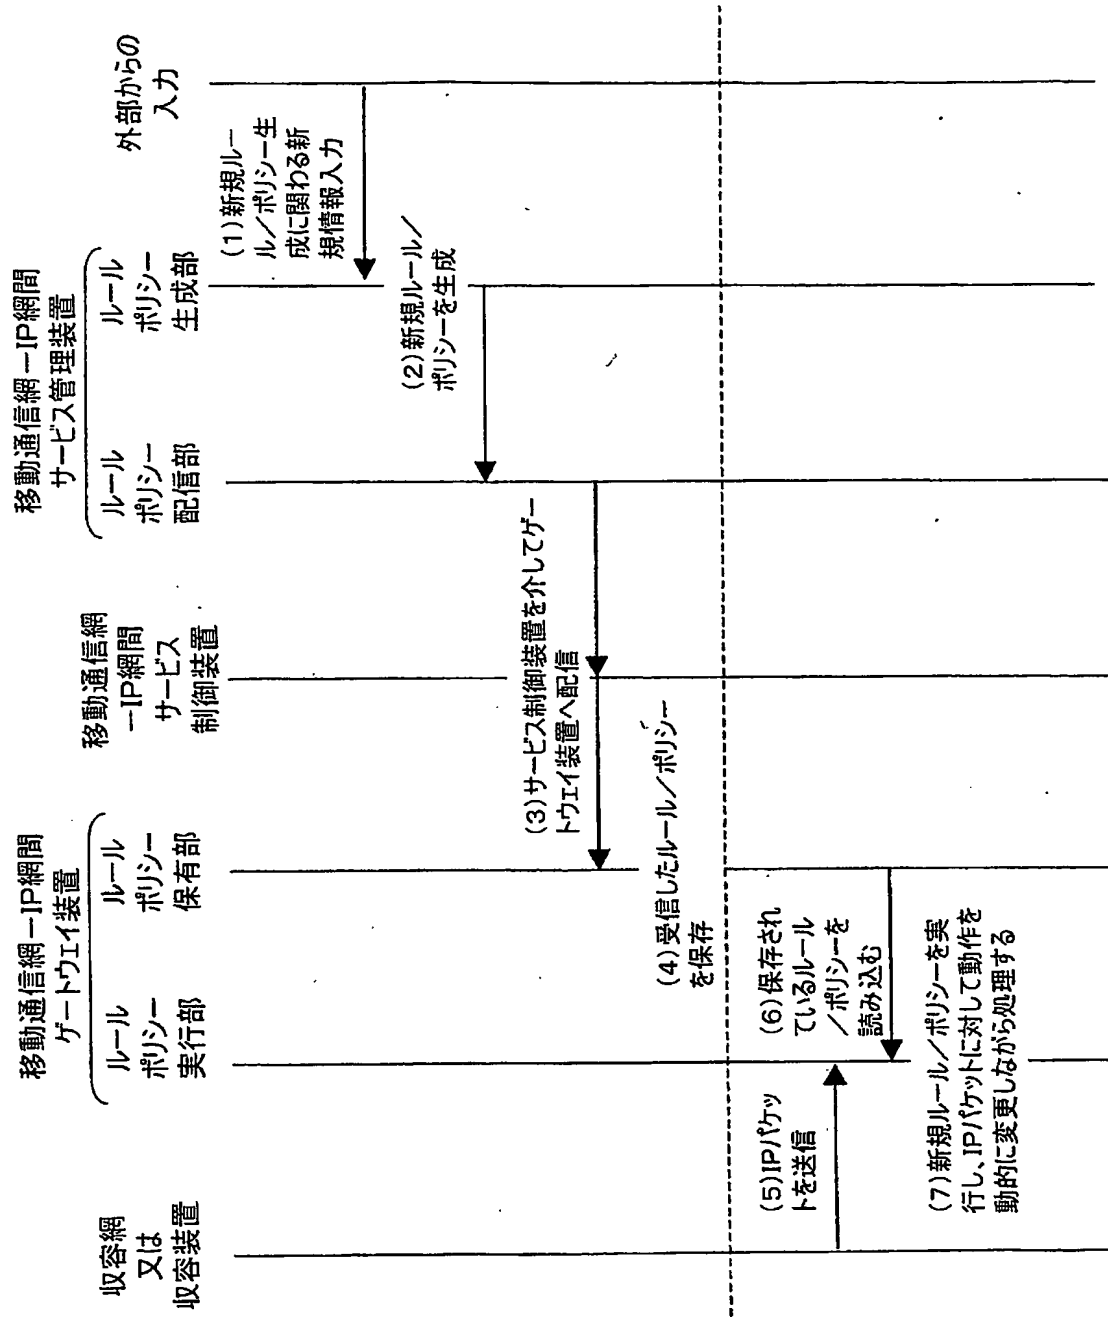 収容網
又は
収容装置
移動通信網－IP網間
ゲートウェイ装置
ルール
ポリシー
実行部
ルール
ポリシー
保有部
移動通信網
－IP網間
サービス
制御装置
移動通信網－IP網間
サービス管理装置
ルール
ポリシー
配信部
ルール
ポリシー
生成部
外部からの
入力
(1)新規ルー
ル／ポリシー生
成に関わる新
規情報入力
(2)新規ルール／
ポリシーを生成
(3)サービス制御装置を介してゲー
トウェイ装置へ配信
(4)受信したルール／ポリシー
を保存
(5)IPパケッ
トを送信
(6)保存され
ているルール
／ポリシーを
読み込む
(7)新規ルール／ポリシーを実
行し、IPパケットに対して動作を
動的に変更しながら処理する